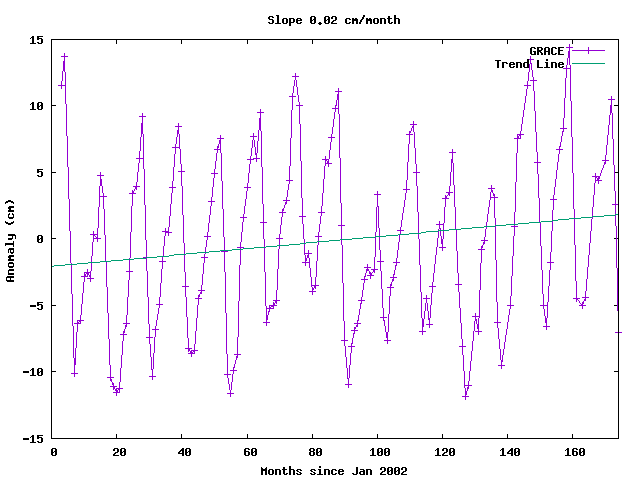 Slope 0.02 cm/month
GRACE
Trend Line
15
10
5
0
-5
-10
-15
Anomaly (cm)
0 20 40 60 80 100 120 140 160
Months since Jan 2002